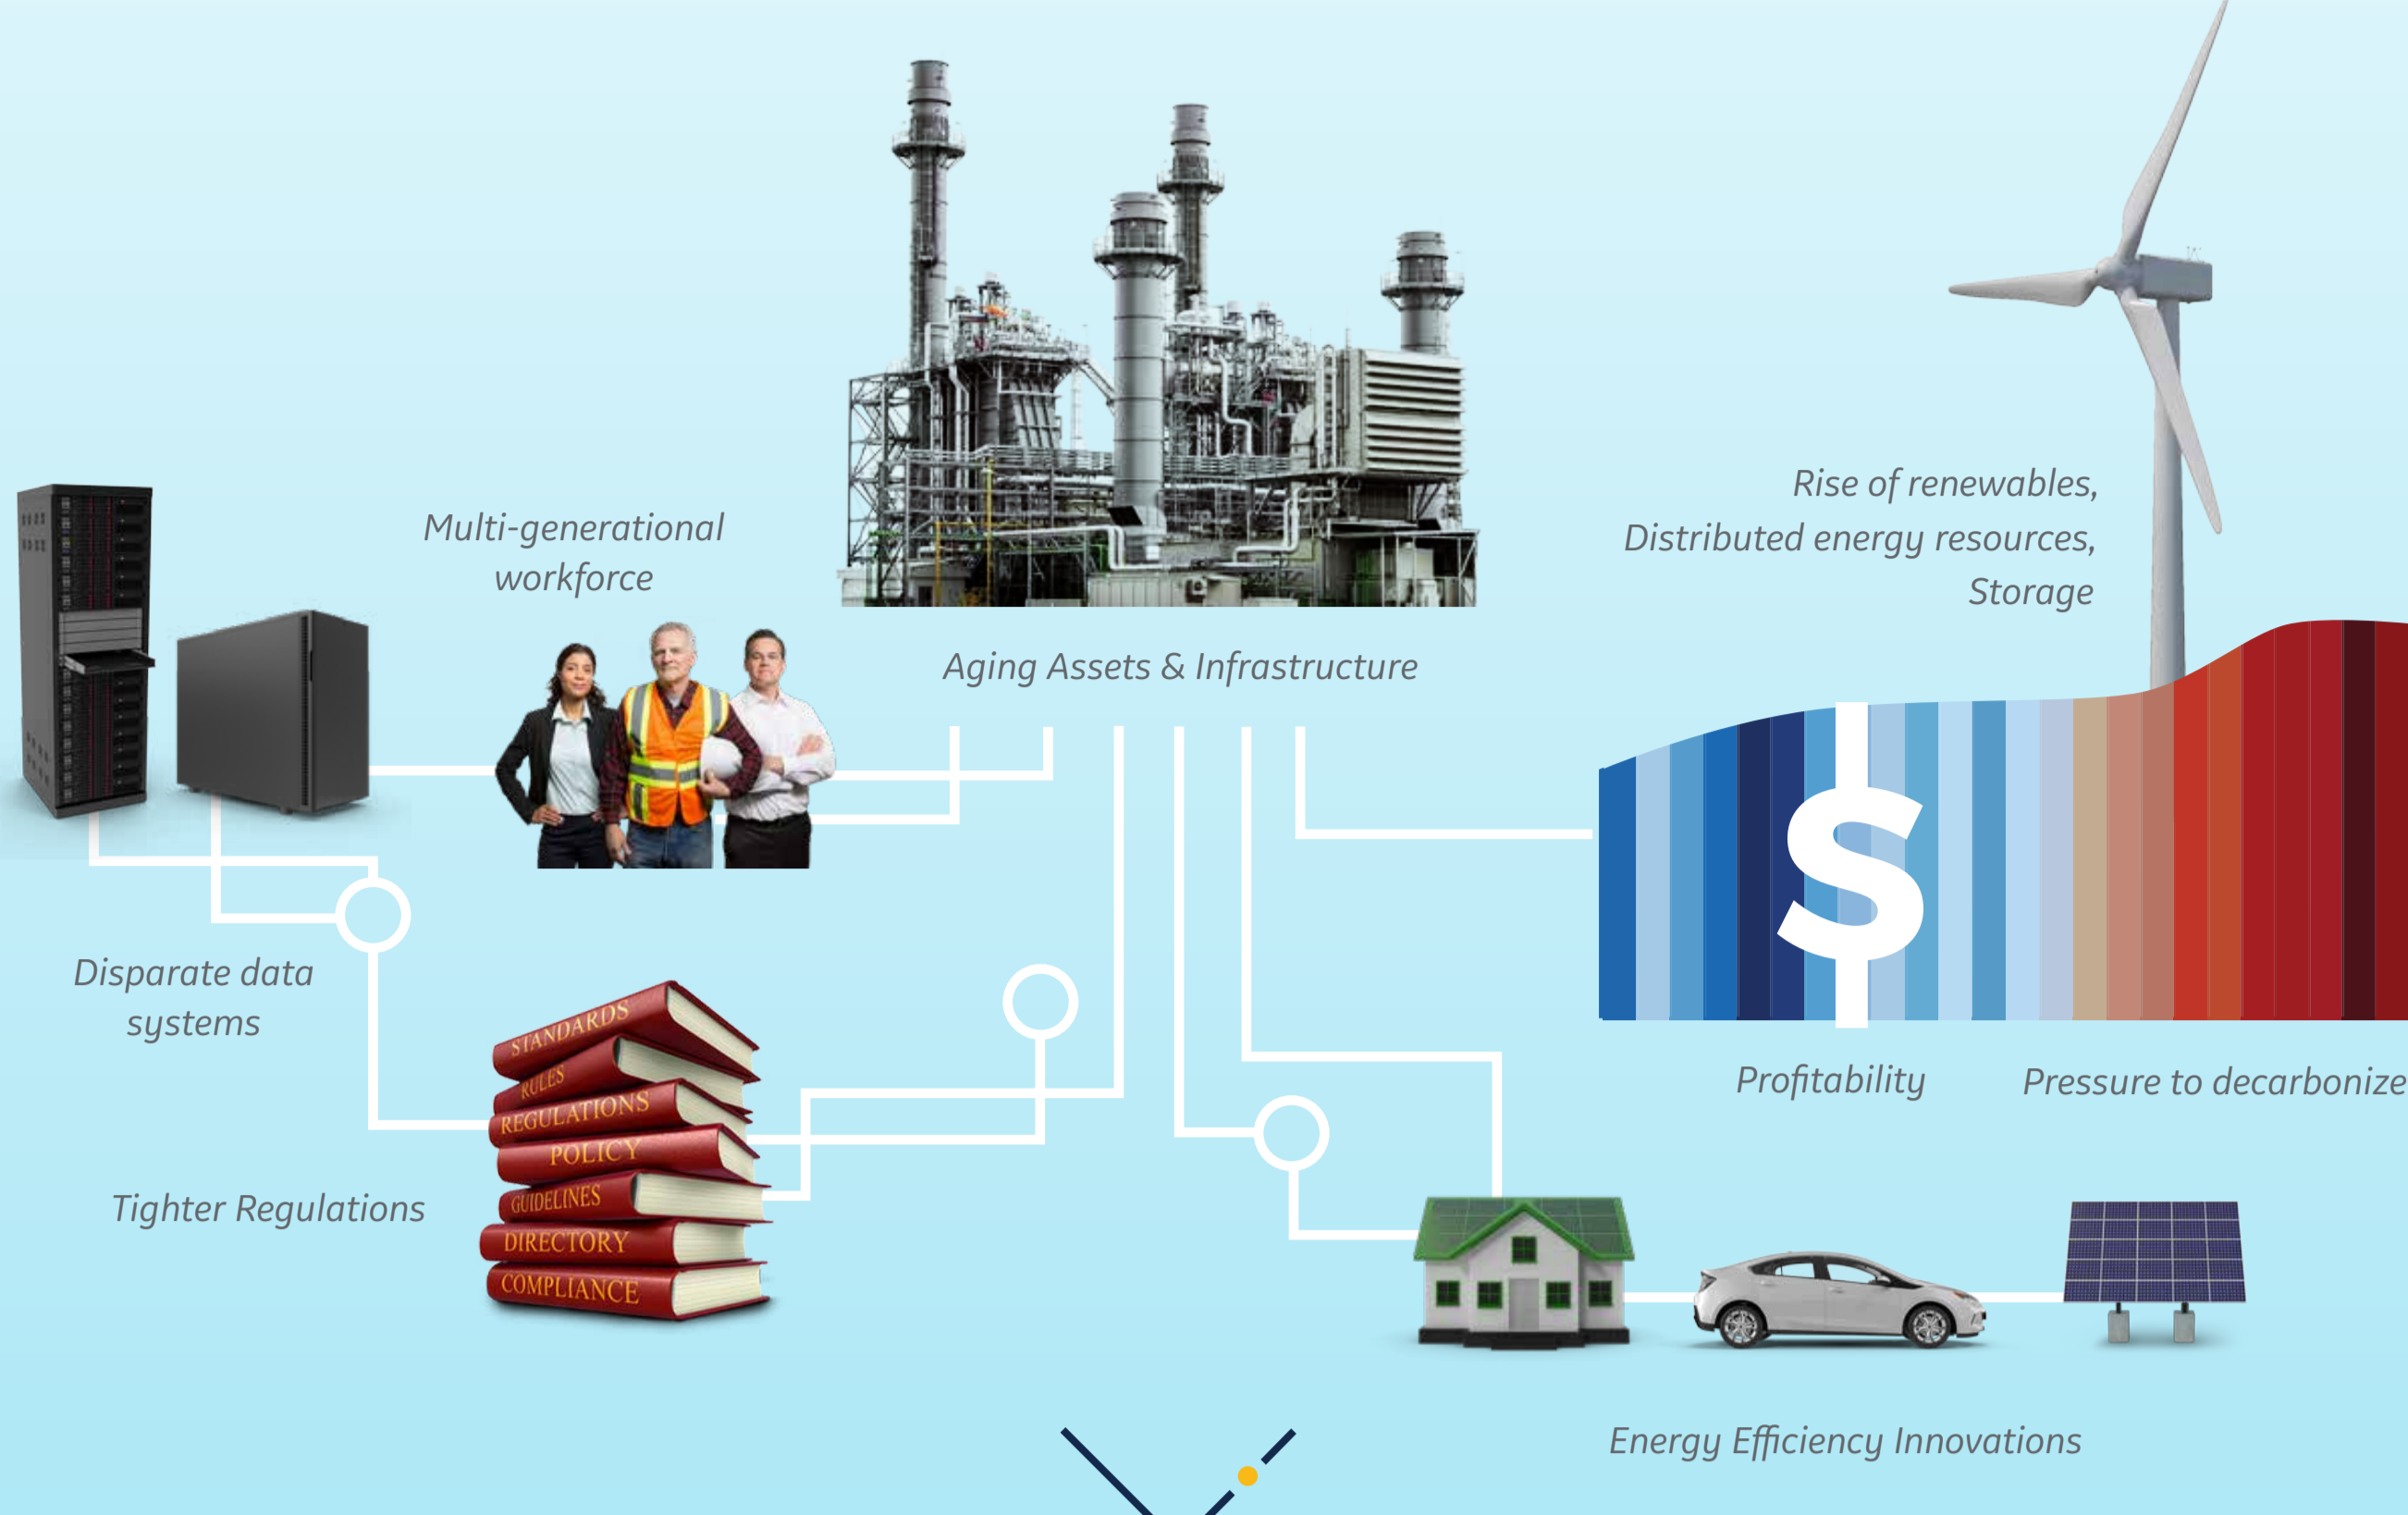 Multi-generational
workforce
Aging Assets & Infrastructure
Rise of renewables,
Distributed energy resources,
Storage
Disparate data
systems
$
Profitability
Pressure to decarbonize
STANDARDS
RULES
REGULATIONS
POLICY
GUIDELINES
DIRECTORY
COMPLIANCE
Tighter Regulations
Energy Efficiency Innovations